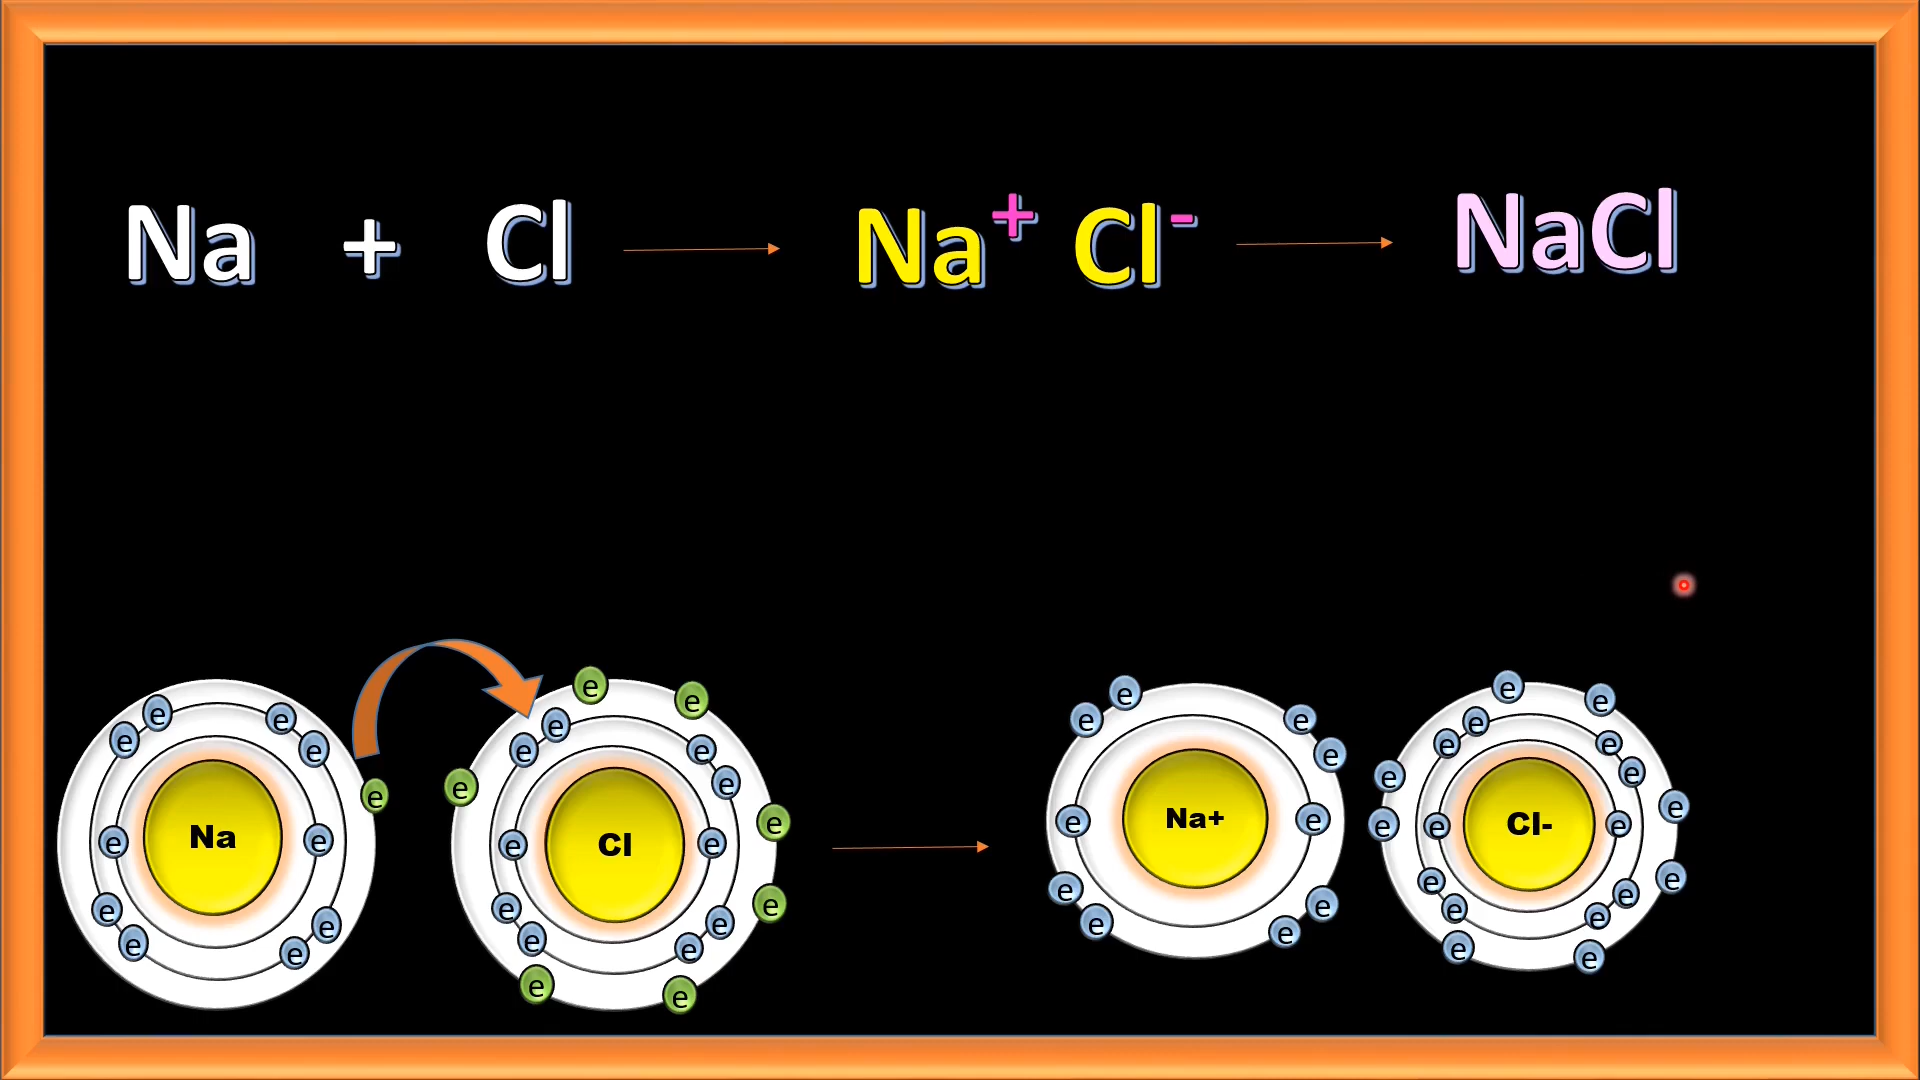 Na + Cl Na⁺ Cl⁻ NaCl
e e e e e e e e e e e Na
e e e e e e e e e e e e e e e e e Cl
e e e e e e e e e e Na+
e e e e e e e e e e e e e e e e e e Cl-